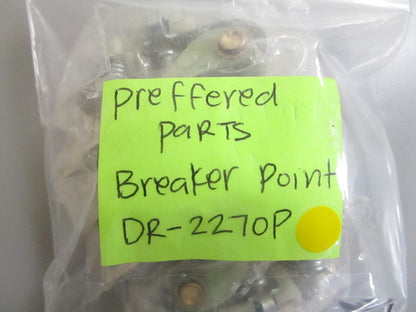 preffered
parts
Breaker Point
DR-2270P